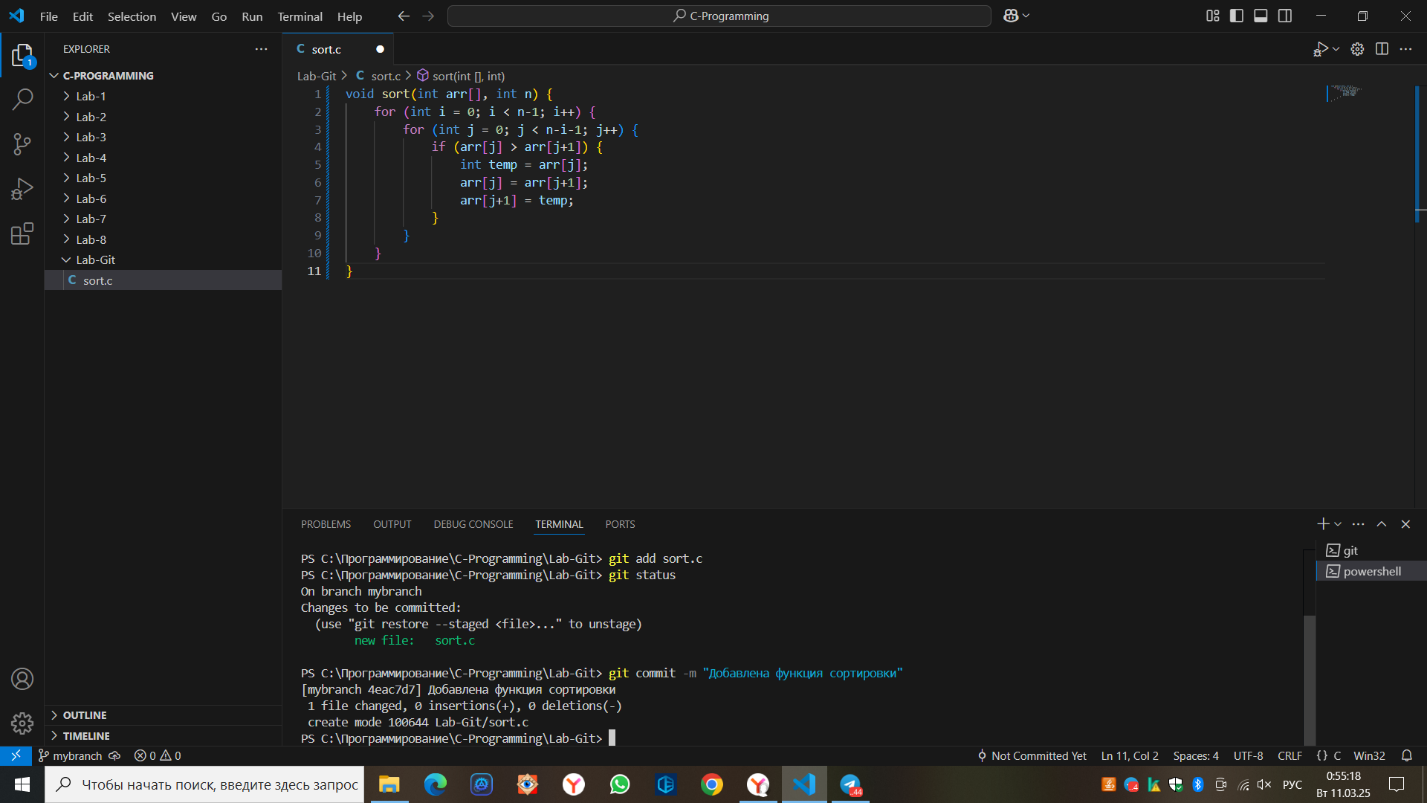 File Edit Selection View Go Run Terminal Help
C-Programming
EXPLORER
1
C-PROGRAMMING
Lab-1
Lab-2
Lab-3
Lab-4
Lab-5
Lab-6
Lab-7
Lab-8
Lab-Git
C sort.c
OUTLINE
TIMELINE
C sort.c
Lab-Git > C sort.c > sort(int [], int)
1 void sort(int arr[], int n) {
2 for (int i = 0; i < n-1; i++) {
3 for (int j = 0; j < n-i-1; j++) {
4 if (arr[j] > arr[j+1]) {
5 int temp = arr[j];
6 arr[j] = arr[j+1];
7 arr[j+1] = temp;
8 }
9 }
10 }
11 }
PROBLEMS OUTPUT DEBUG CONSOLE TERMINAL PORTS
git
powershell
PS C:\Программирование\C-Programming\Lab-Git> git add sort.c
PS C:\Программирование\C-Programming\Lab-Git> git status
On branch mybranch
Changes to be committed:
(use "git restore --staged <file>..." to unstage)
new file: sort.c
PS C:\Программирование\C-Programming\Lab-Git> git commit -m "Добавлена функция сортировки"
[mybranch 4eac7d7] Добавлена функция сортировки
1 file changed, 0 insertions(+), 0 deletions(-)
create mode 100644 Lab-Git/sort.c
PS C:\Программирование\C-Programming\Lab-Git>
mybranch 0 0 Not Committed Yet Ln 11, Col 2 Spaces: 4 UTF-8 CRLF {} C Win32
Чтобы начать поиск, введите здесь запрос
44
РУС
0:55:18
Вт 11.03.25